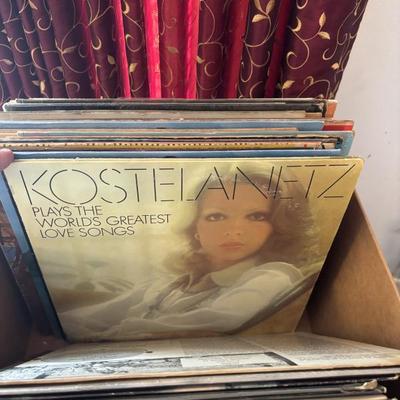 KOSTELANETZ
PLAYS THE
WORLD'S GREATEST
LOVE SONGS